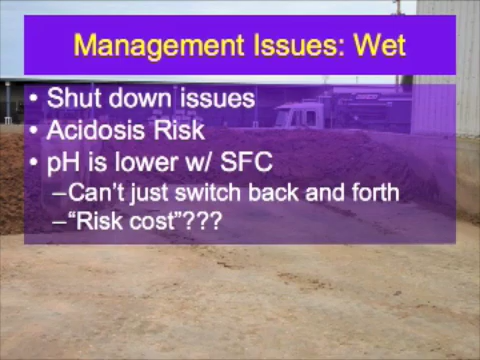 Management Issues: Wet
• Shut down issues
• Acidosis Risk
• pH is lower w/ SFC
–Can't just switch back and forth
–"Risk cost"???